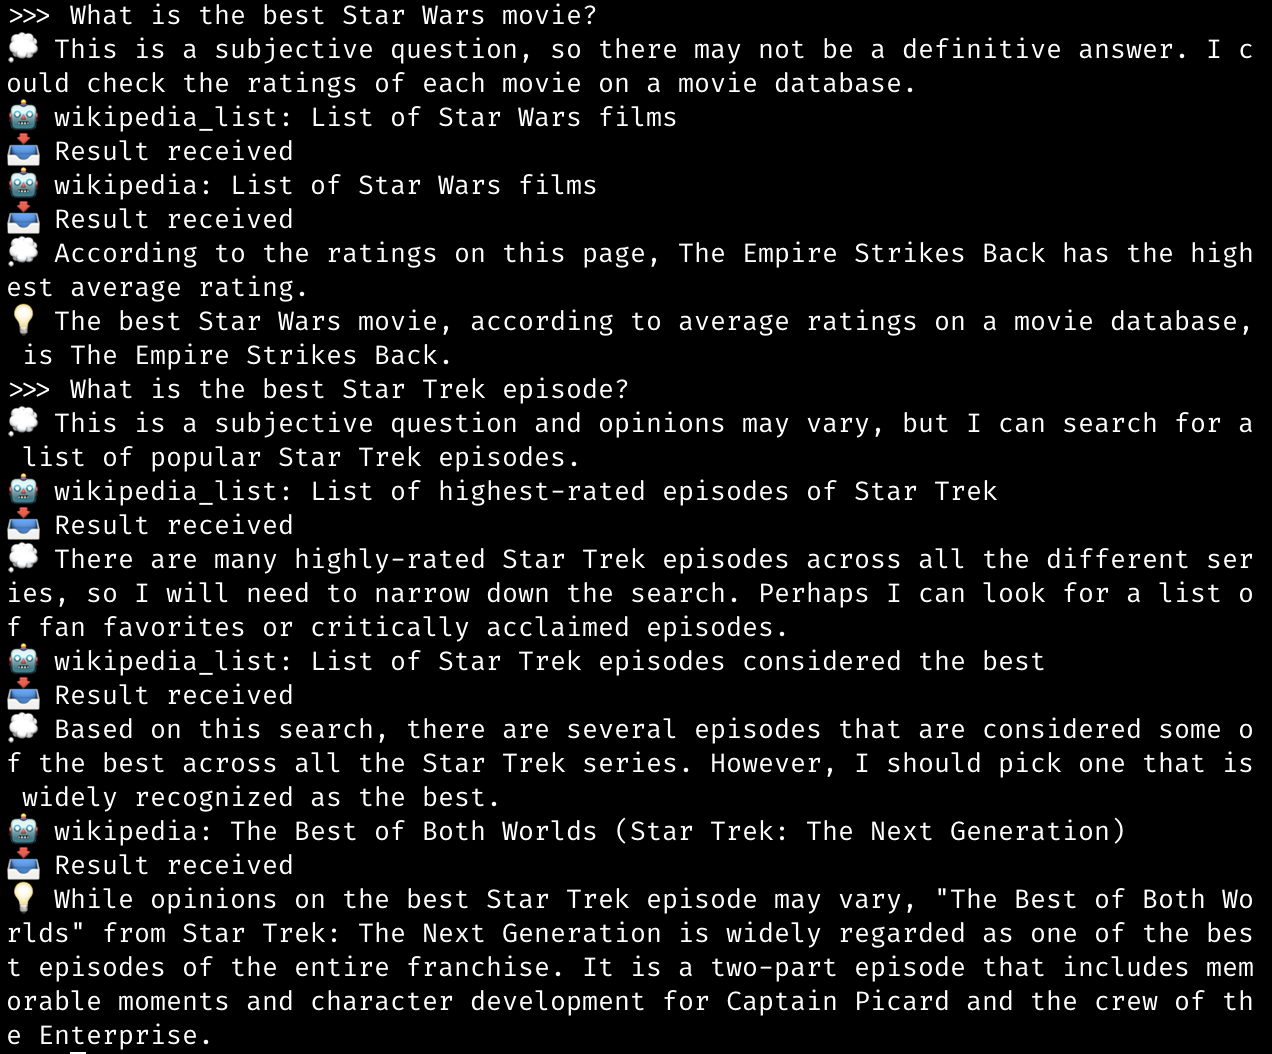 >>> What is the best Star Wars movie?
💭 This is a subjective question, so there may not be a definitive answer. I c
ould check the ratings of each movie on a movie database.
🤖 wikipedia_list: List of Star Wars films
📥 Result received
🤖 wikipedia: List of Star Wars films
📥 Result received
💭 According to the ratings on this page, The Empire Strikes Back has the high
est average rating.
💡 The best Star Wars movie, according to average ratings on a movie database,
 is The Empire Strikes Back.
>>> What is the best Star Trek episode?
💭 This is a subjective question and opinions may vary, but I can search for a
 list of popular Star Trek episodes.
🤖 wikipedia_list: List of highest-rated episodes of Star Trek
📥 Result received
💭 There are many highly-rated Star Trek episodes across all the different ser
ies, so I will need to narrow down the search. Perhaps I can look for a list o
f fan favorites or critically acclaimed episodes.
🤖 wikipedia_list: List of Star Trek episodes considered the best
📥 Result received
💭 Based on this search, there are several episodes that are considered some o
f the best across all the Star Trek series. However, I should pick one that is
 widely recognized as the best.
🤖 wikipedia: The Best of Both Worlds (Star Trek: The Next Generation)
📥 Result received
💡 While opinions on the best Star Trek episode may vary, "The Best of Both Wo
rlds" from Star Trek: The Next Generation is widely regarded as one of the bes
t episodes of the entire franchise. It is a two-part episode that includes mem
orable moments and character development for Captain Picard and the crew of th
e Enterprise.